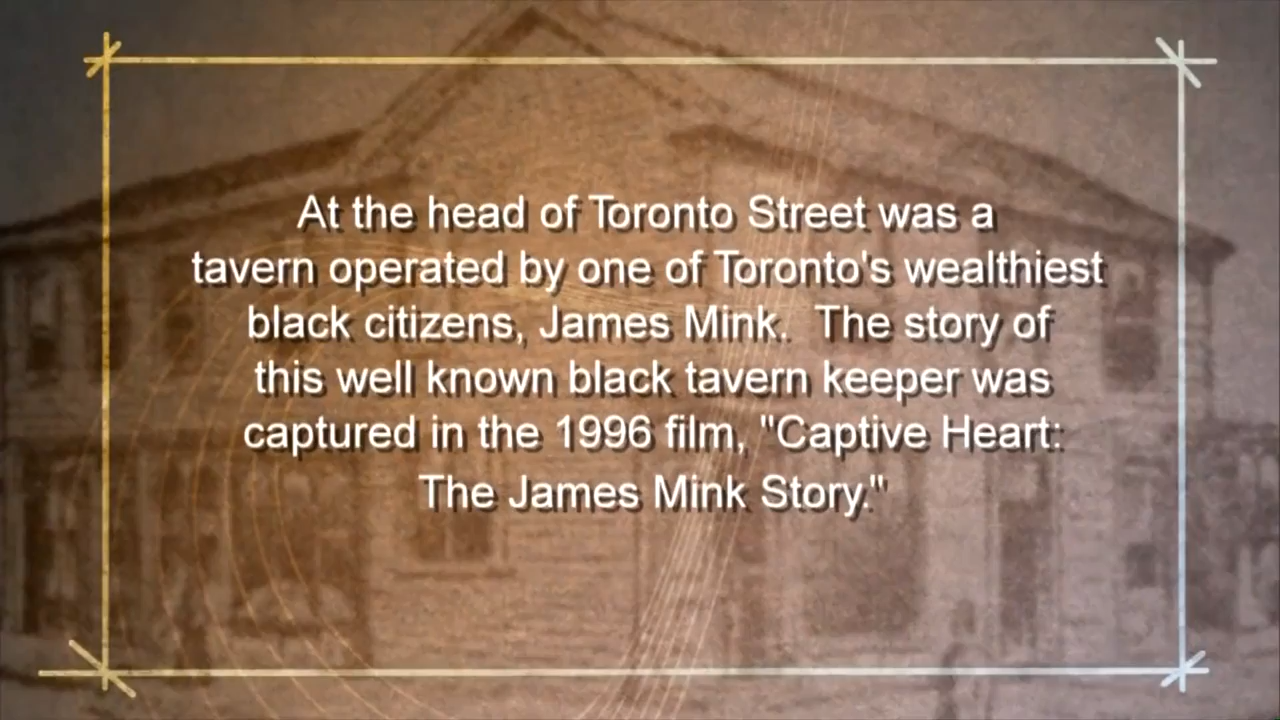 At the head of Toronto Street was a
tavern operated by one of Toronto's wealthiest
black citizens, James Mink.  The story of
this well known black tavern keeper was
captured in the 1996 film, "Captive Heart:
The James Mink Story."